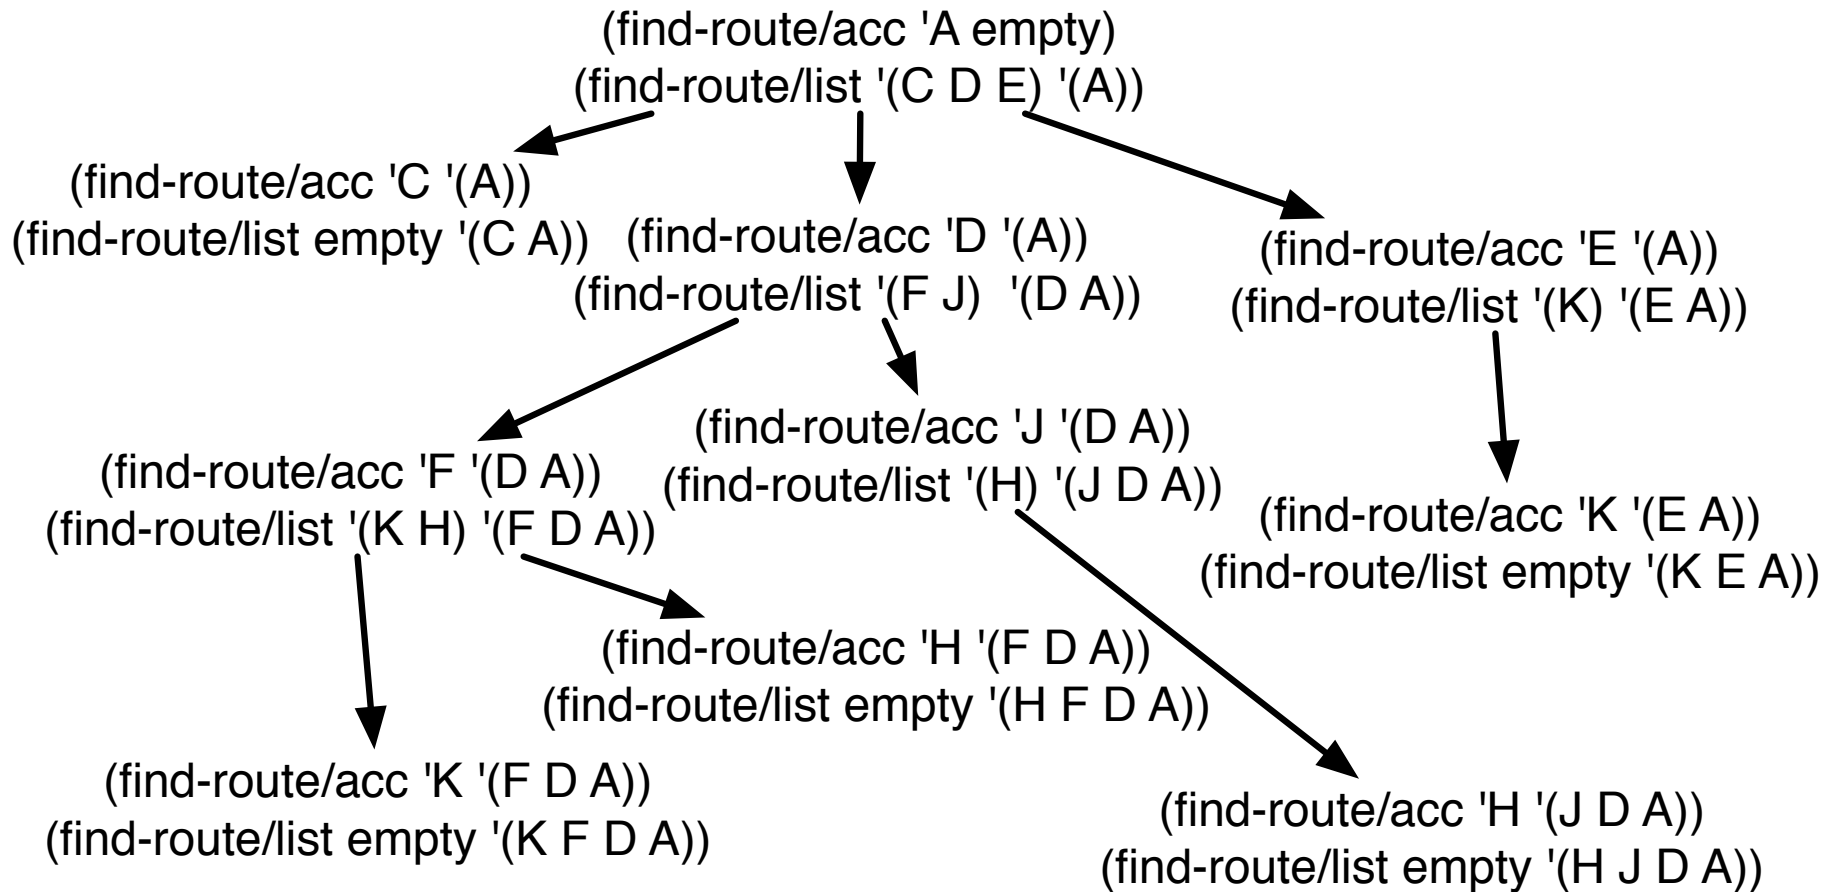 (find-route/acc 'A empty)
(find-route/list '(C D E) '(A))
(find-route/acc 'C '(A))
(find-route/list empty '(C A))
(find-route/acc 'D '(A))
(find-route/list '(F J)  '(D A))
(find-route/acc 'E '(A))
(find-route/list '(K) '(E A))
(find-route/acc 'F '(D A))
(find-route/list '(K H) '(F D A))
(find-route/acc 'J '(D A))
(find-route/list '(H) '(J D A))
(find-route/acc 'K '(E A))
(find-route/list empty '(K E A))
(find-route/acc 'H '(F D A))
(find-route/list empty '(H F D A))
(find-route/acc 'K '(F D A))
(find-route/list empty '(K F D A))
(find-route/acc 'H '(J D A))
(find-route/list empty '(H J D A))